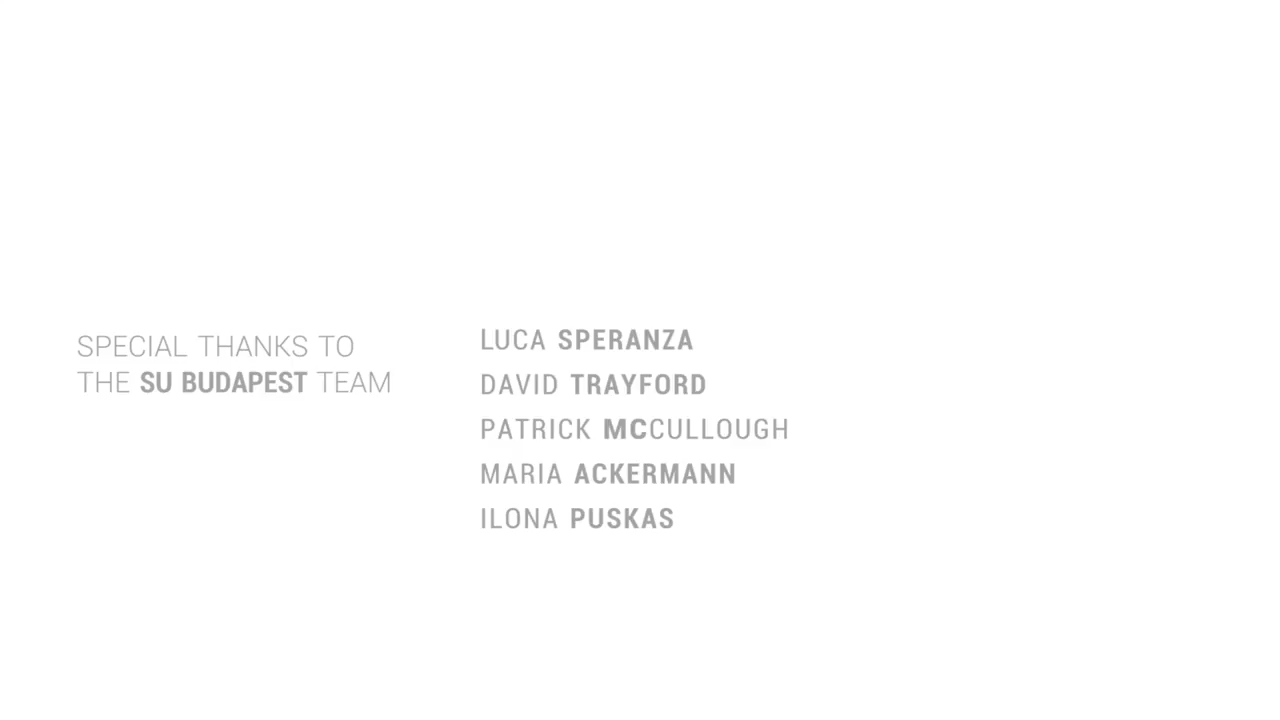 SPECIAL THANKS TO
THE SU BUDAPEST TEAM
LUCA SPERANZA
DAVID TRAYFORD
PATRICK MCCULLOUGH
MARIA ACKERMANN
ILONA PUSKAS